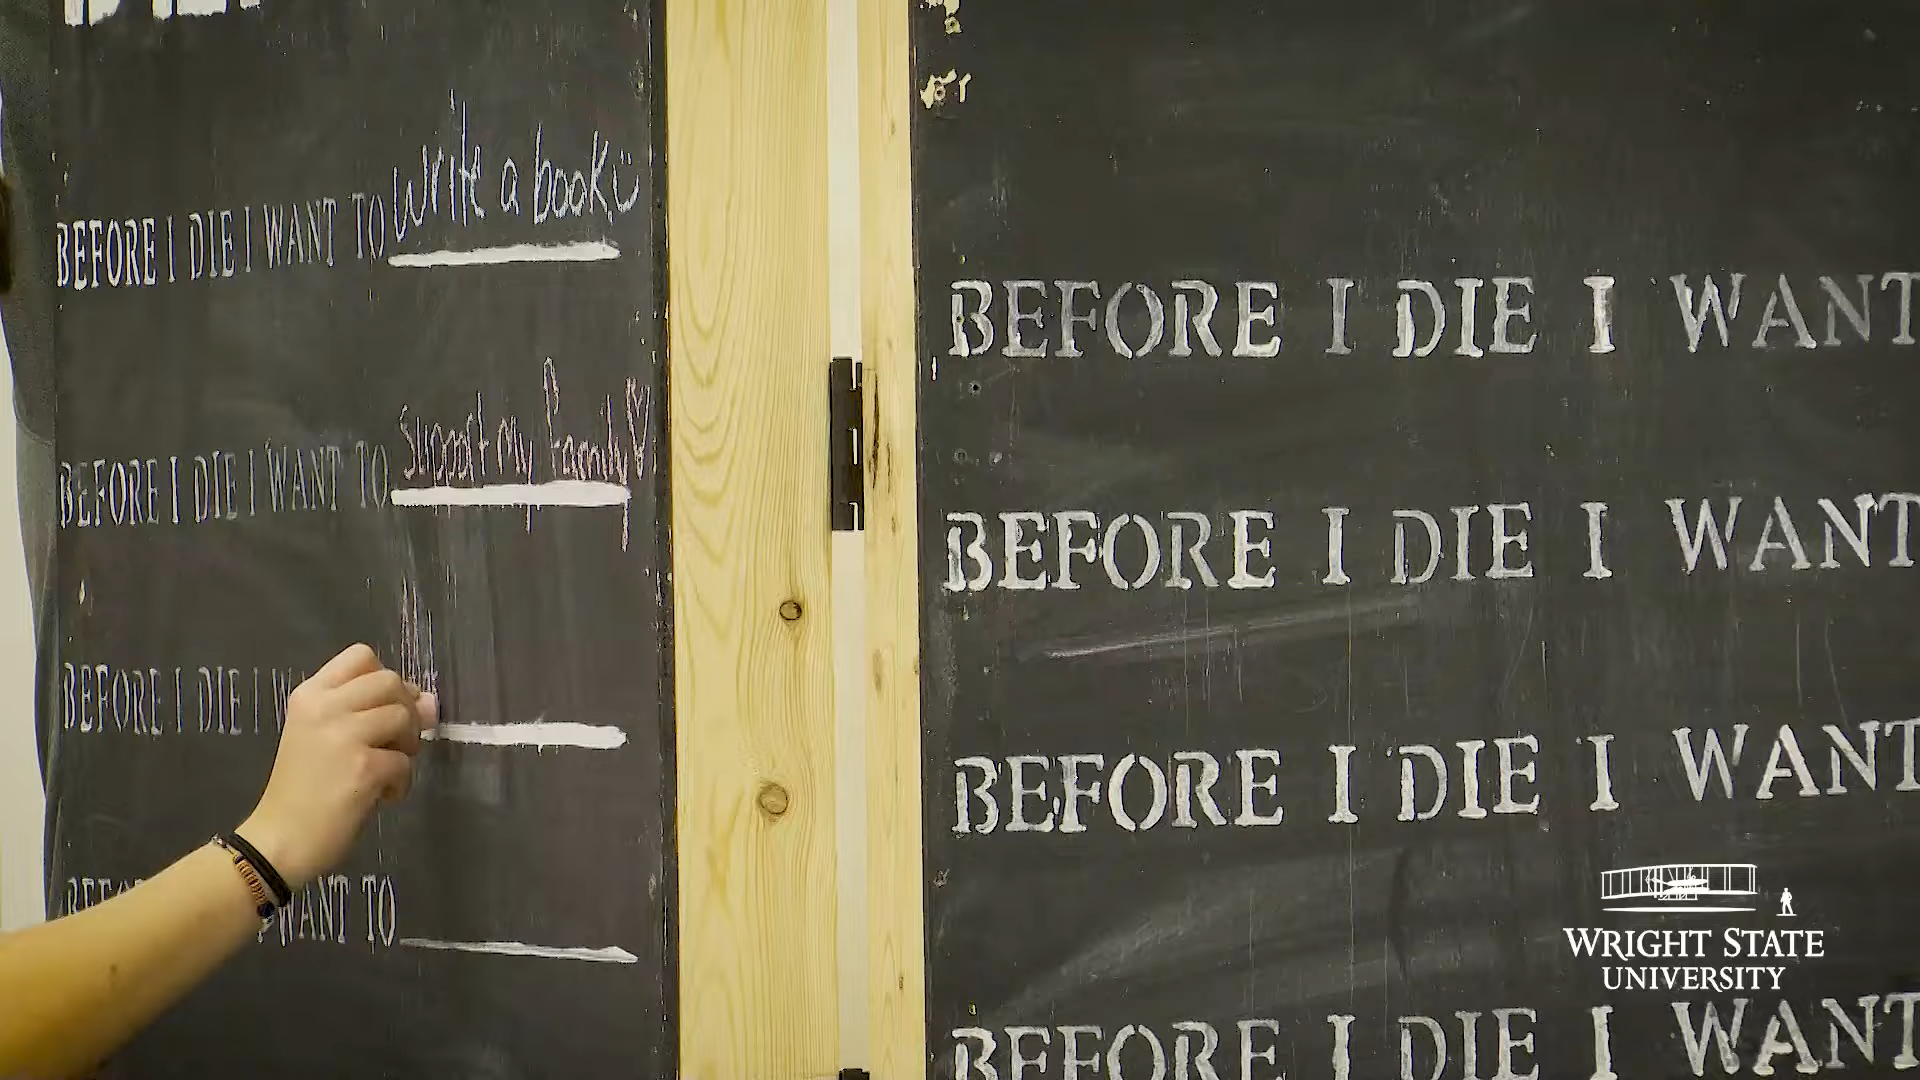 BEFORE I DIE I WANT TO write a book
BEFORE I DIE I WANT TO support my family
BEFORE I DIE I W
BEFO WANT TO
BEFORE I DIE I WANT
BEFORE I DIE I WANT
BEFORE I DIE I WANT
BEFORE I DIE I WANT
WRIGHT STATE
UNIVERSITY